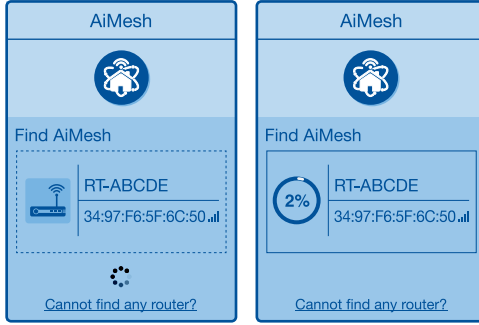 AiMesh
Find AiMesh
RT-ABCDE
34:97:F6:5F:6C:50
Cannot find any router?
AiMesh
Find AiMesh
2%
RT-ABCDE
34:97:F6:5F:6C:50
Cannot find any router?